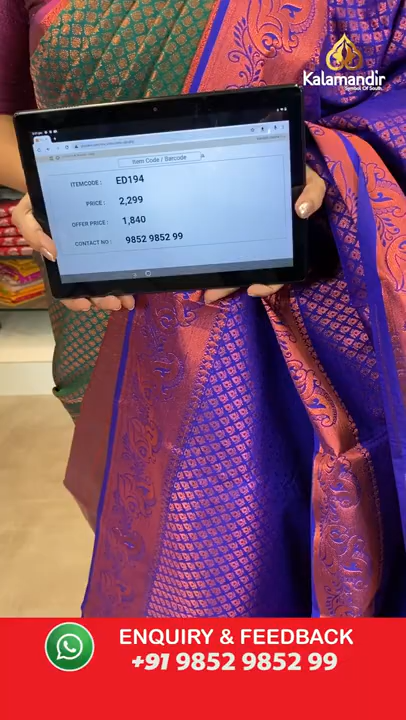 Kalamandir
Symbol Of South..
Item Code / Barcode
ITEMCODE : ED194
PRICE : 2,299
OFFER PRICE : 1,840
CONTACT NO : 9852 9852 99
ENQUIRY & FEEDBACK
+91 9852 9852 99